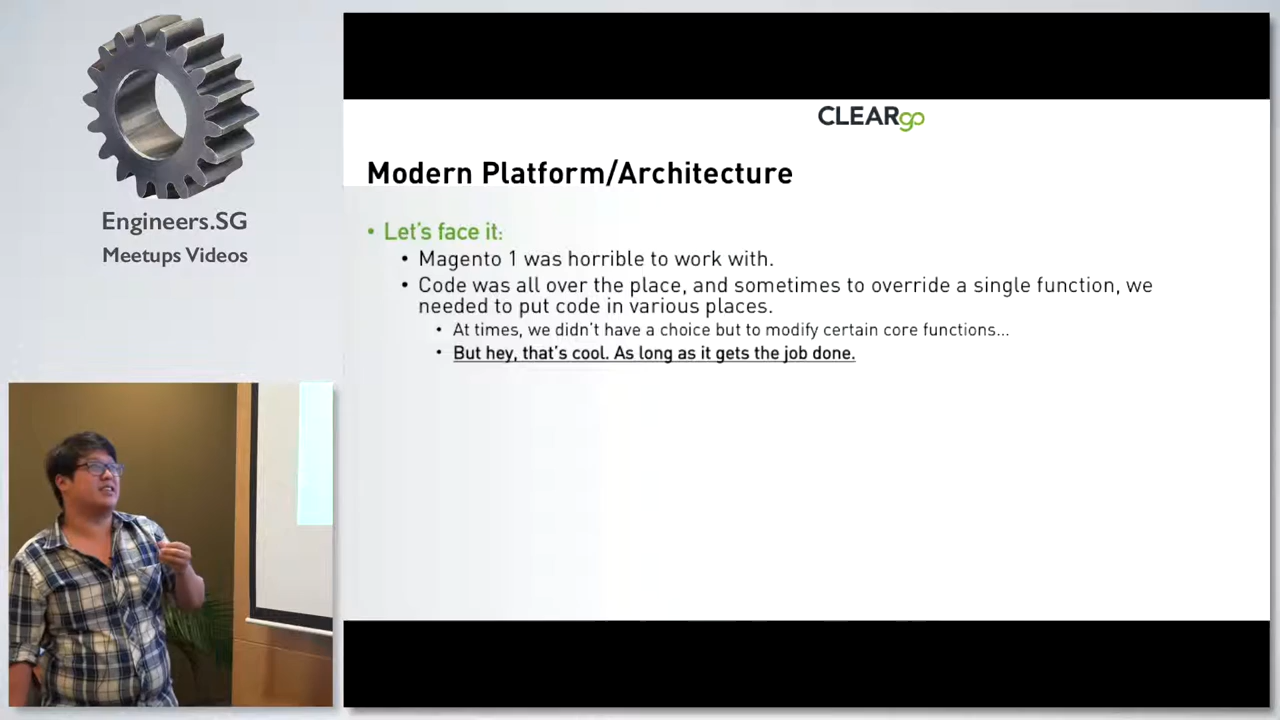 Engineers.SG
Meetups Videos
CLEARgo
Modern Platform/Architecture
• Let's face it:
• Magento 1 was horrible to work with.
• Code was all over the place, and sometimes to override a single function, we
needed to put code in various places.
• At times, we didn't have a choice but to modify certain core functions...
• But hey, that's cool. As long as it gets the job done.